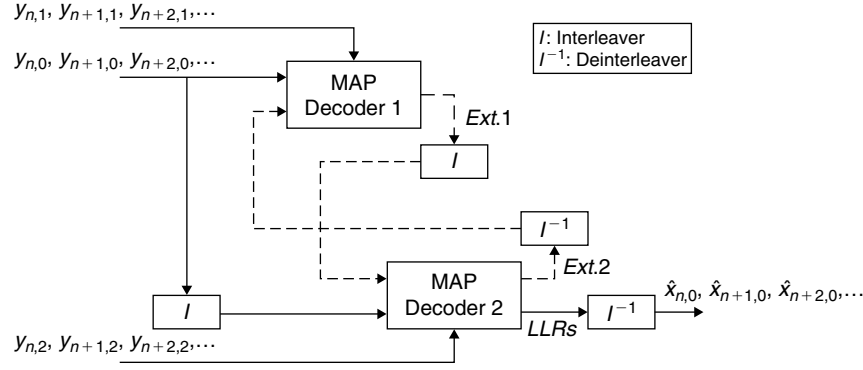 y_{n,1}, y_{n+1,1}, y_{n+2,1},...
I: Interleaver
I^{−1}: Deinterleaver
y_{n,0}, y_{n+1,0}, y_{n+2,0},...
MAP
Decoder 1
Ext.1
I
I^{−1}
MAP
Decoder 2
Ext.2
I
LLRs
I^{−1}
x̂_{n,0}, x̂_{n+1,0}, x̂_{n+2,0},...
y_{n,2}, y_{n+1,2}, y_{n+2,2},...